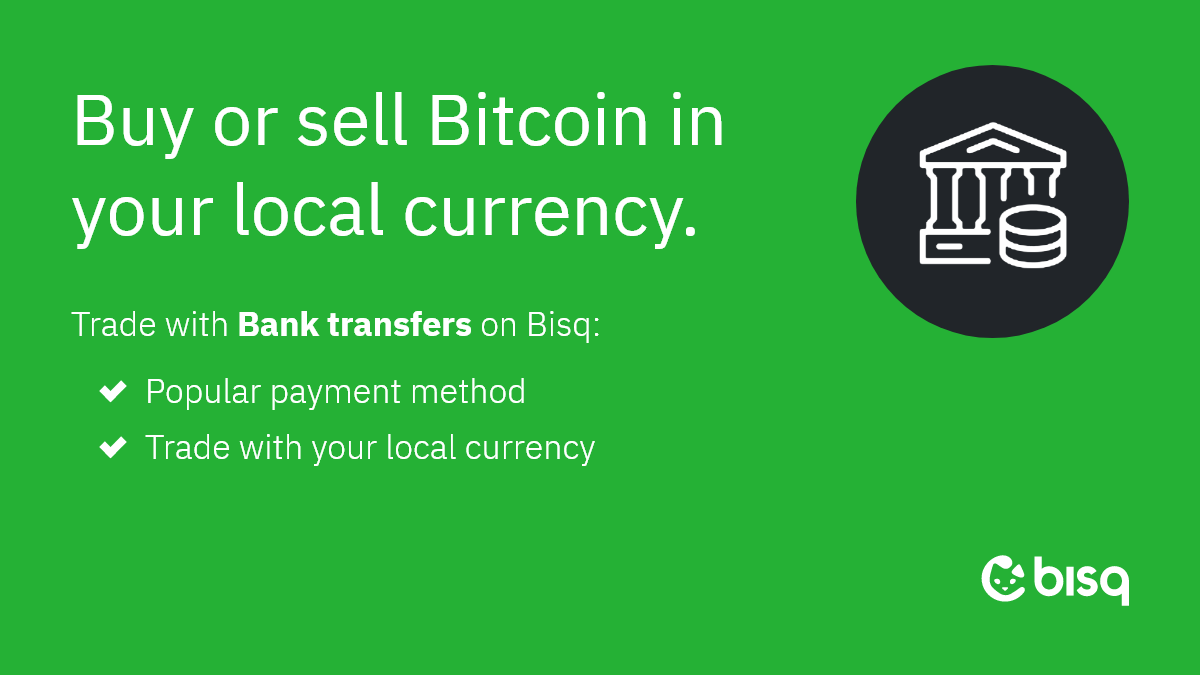 Buy or sell Bitcoin in
your local currency.
Trade with Bank transfers on Bisq:
Popular payment method
Trade with your local currency
bisq